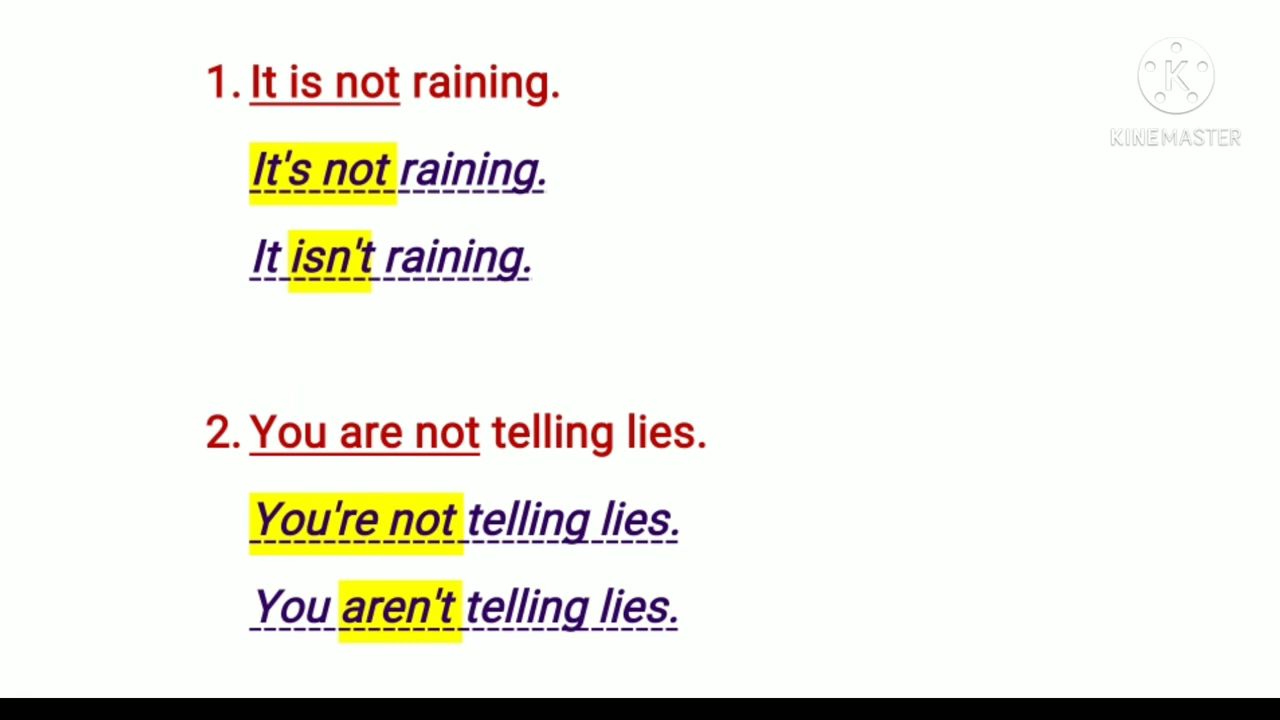 1. It is not raining.
It's not raining.
It isn't raining.
2. You are not telling lies.
You're not telling lies.
You aren't telling lies.
K
KINEMASTER